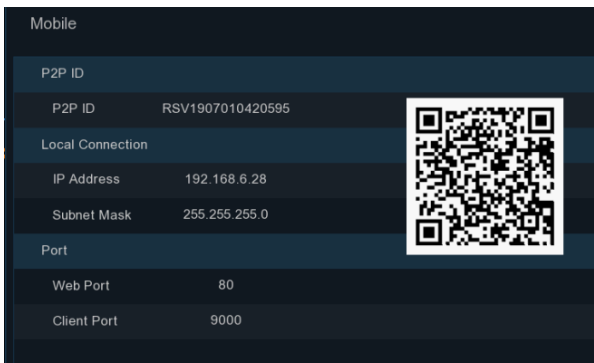 Mobile
P2P ID
P2P ID RSV1907010420595
Local Connection
IP Address 192.168.6.28
Subnet Mask 255.255.255.0
Port
Web Port 80
Client Port 9000